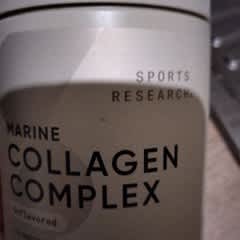 SPORTS
RESEARCH
MARINE
COLLAGEN
COMPLEX
unflavored